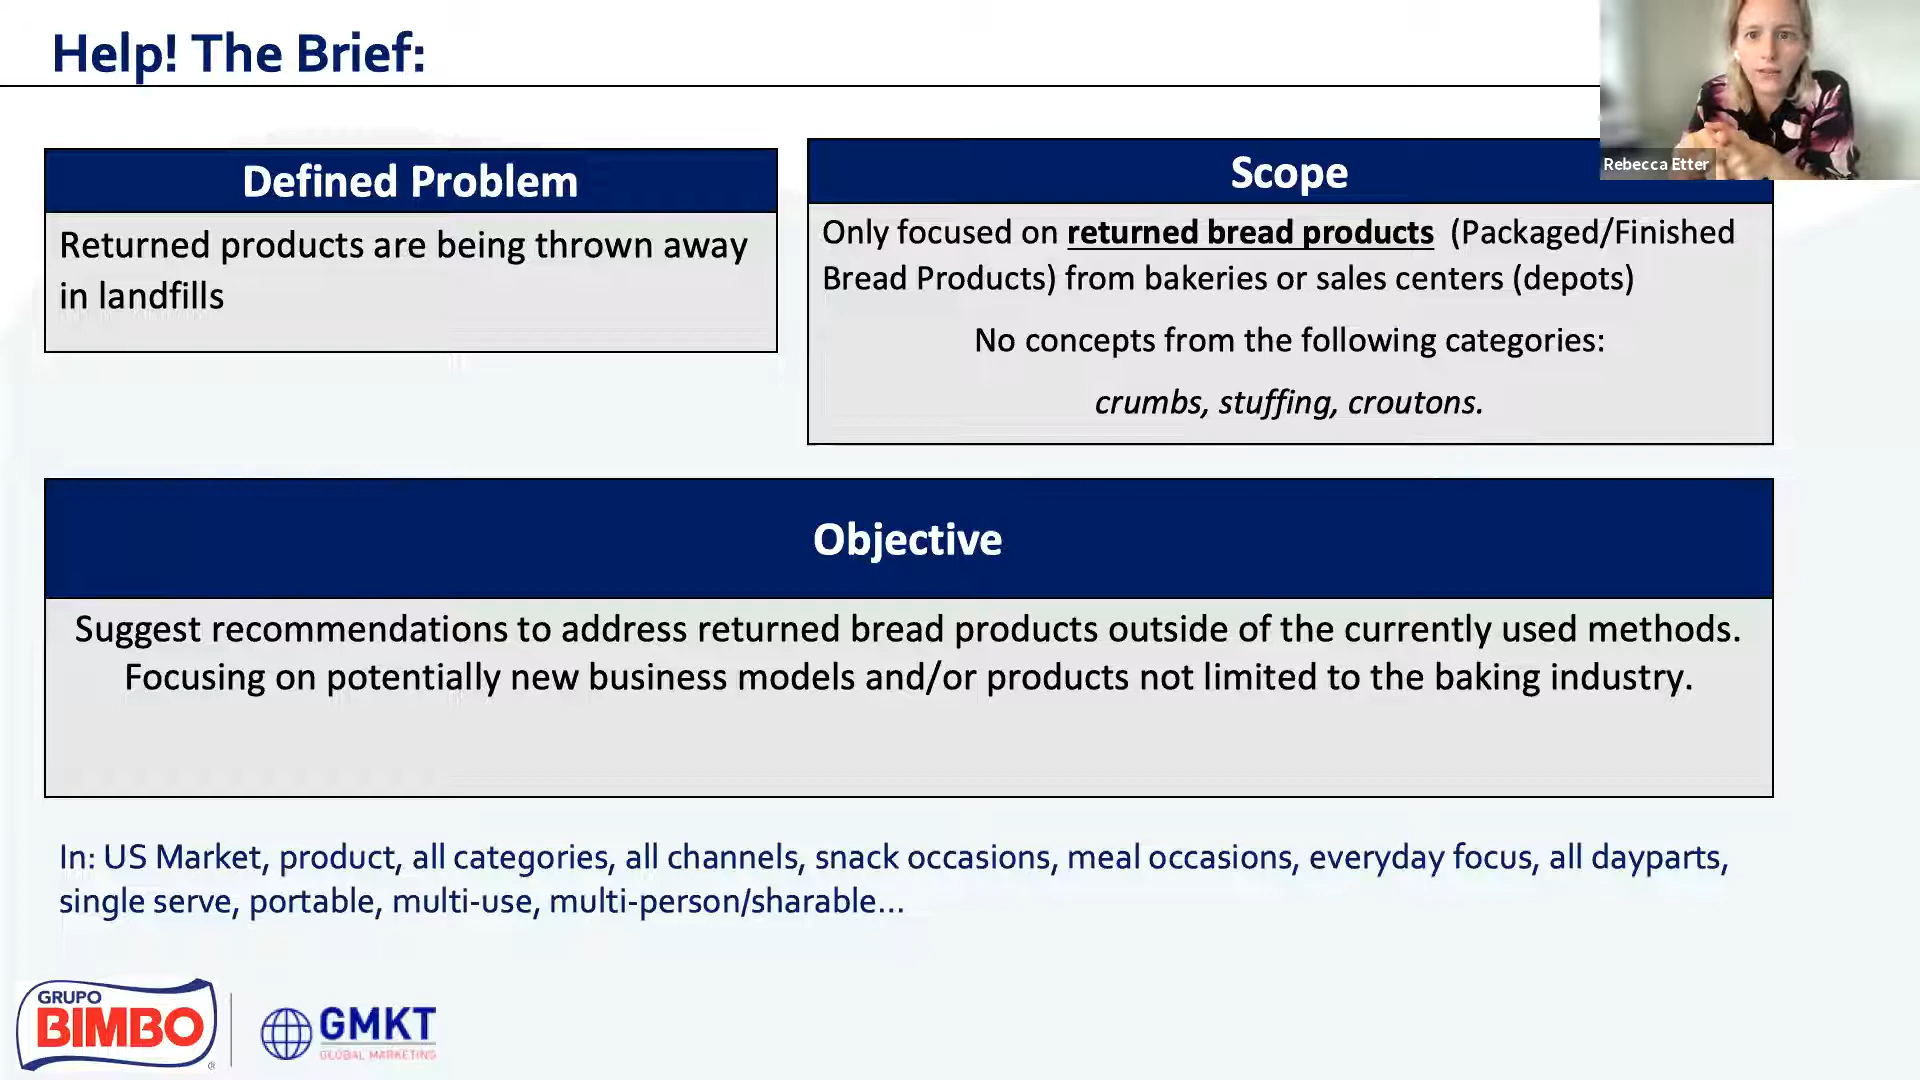 Help! The Brief:
Rebecca Etter
Defined Problem
Returned products are being thrown away
in landfills
Scope
Only focused on returned bread products (Packaged/Finished
Bread Products) from bakeries or sales centers (depots)
No concepts from the following categories:
crumbs, stuffing, croutons.
Objective
Suggest recommendations to address returned bread products outside of the currently used methods.
Focusing on potentially new business models and/or products not limited to the baking industry.
In: US Market, product, all categories, all channels, snack occasions, meal occasions, everyday focus, all dayparts,
single serve, portable, multi-use, multi-person/sharable...
GRUPO
BIMBO
®
GMKT
GLOBAL MARKETING